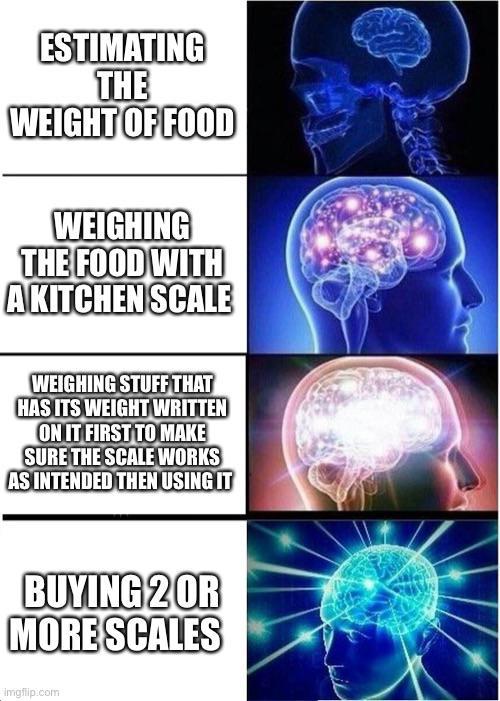 ESTIMATING
THE
WEIGHT OF FOOD
WEIGHING
THE FOOD WITH
A KITCHEN SCALE
WEIGHING STUFF THAT
HAS ITS WEIGHT WRITTEN
ON IT FIRST TO MAKE
SURE THE SCALE WORKS
AS INTENDED THEN USING IT
BUYING 2 OR
MORE SCALES
imgflip.com